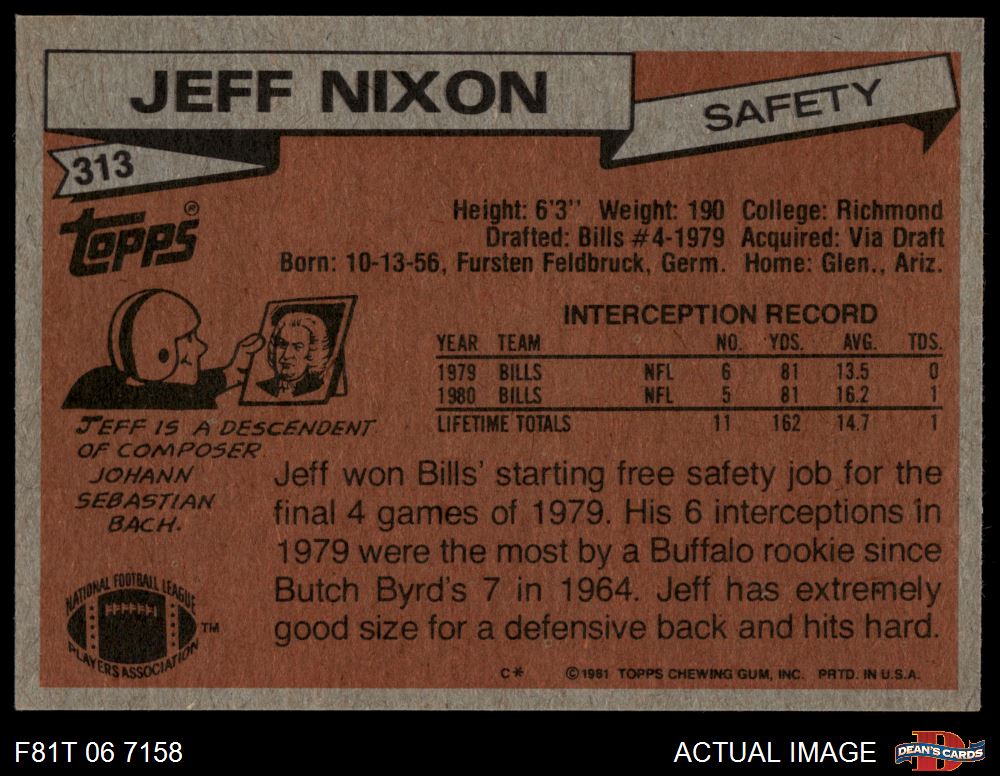 JEFF NIXON
SAFETY
313
topps®
Height: 6'3" Weight: 190 College: Richmond
Drafted: Bills #4-1979 Acquired: Via Draft
Born: 10-13-56, Fursten Feldbruck, Germ. Home: Glen., Ariz.
INTERCEPTION RECORD
YEAR TEAM NO. YDS. AVG. TDS.
1979 BILLS NFL 6 81 13.5 0
1980 BILLS NFL 5 81 16.2 1
LIFETIME TOTALS 11 162 14.7 1
JEFF IS A DESCENDENT
OF COMPOSER
JOHANN
SEBASTIAN
BACH.
Jeff won Bills' starting free safety job for the
final 4 games of 1979. His 6 interceptions in
1979 were the most by a Buffalo rookie since
Butch Byrd's 7 in 1964. Jeff has extremely
good size for a defensive back and hits hard.
NATIONAL FOOTBALL LEAGUE
PLAYERS ASSOCIATION
TM
C* ©1981 TOPPS CHEWING GUM, INC. PRTD. IN U.S.A.
F81T 06 7158
ACTUAL IMAGE
DEAN'S CARDS